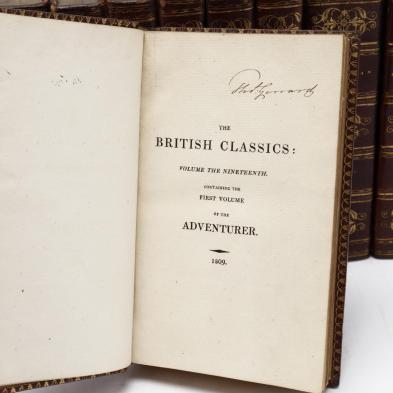 THE
BRITISH CLASSICS:
VOLUME THE NINETEENTH.
CONTAINING THE
FIRST VOLUME
OF THE
ADVENTURER.
1809.